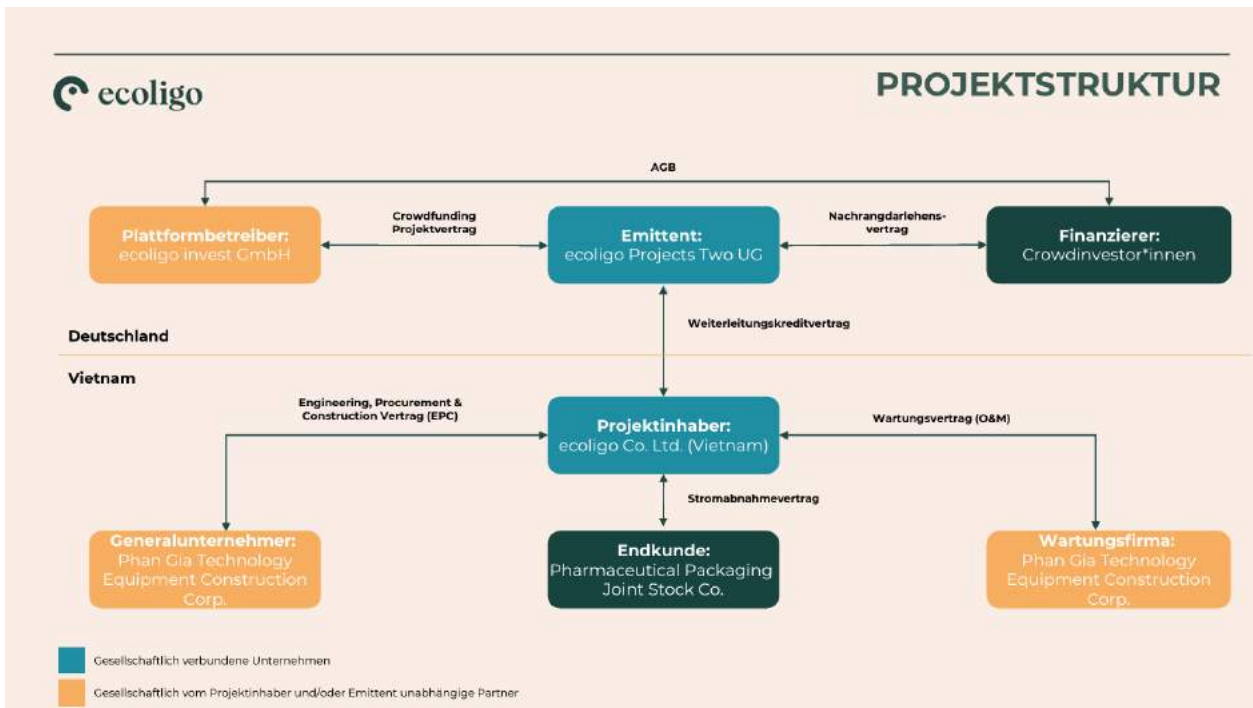 ecoligo
PROJEKTSTRUKTUR
AGB
Plattformbetreiber:
ecoligo invest GmbH
Crowdfunding
Projektvertrag
Emittent:
ecoligo Projects Two UG
Nachrangdarlehens-
vertrag
Finanzierer:
Crowdinvestor*innen
Weiterleitungskreditvertrag
Deutschland
Vietnam
Engineering, Procurement &
Construction Vertrag (EPC)
Projektinhaber:
ecoligo Co. Ltd. (Vietnam)
Wartungsvertrag (O&M)
Stromabnahmevertrag
Generalunternehmer:
Phan Gia Technology
Equipment Construction
Corp.
Endkunde:
Pharmaceutical Packaging
Joint Stock Co.
Wartungsfirma:
Phan Gia Technology
Equipment Construction
Corp.
Gesellschaftlich verbundene Unternehmen
Gesellschaftlich vom Projektinhaber und/oder Emittent unabhängige Partner